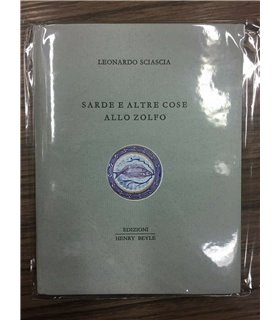 LEONARDO SCIASCIA
SARDE E ALTRE COSE
ALLO ZOLFO
EDIZIONI
HENRY BEYLE